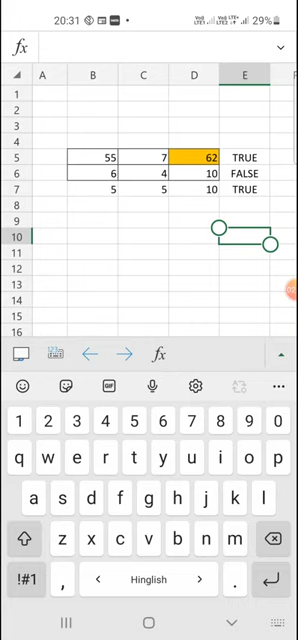 20:31 29%
fx
A B C D E F
1
2
3
4
5 55 7 62 TRUE
6 6 4 10 FALSE
7 5 5 10 TRUE
8
9
10
11
12
13
14
15
16
fx
GIF
1 2 3 4 5 6 7 8 9 0
q w e r t y u i o p
a s d f g h j k l
z x c v b n m
!#1 , < Hinglish > .